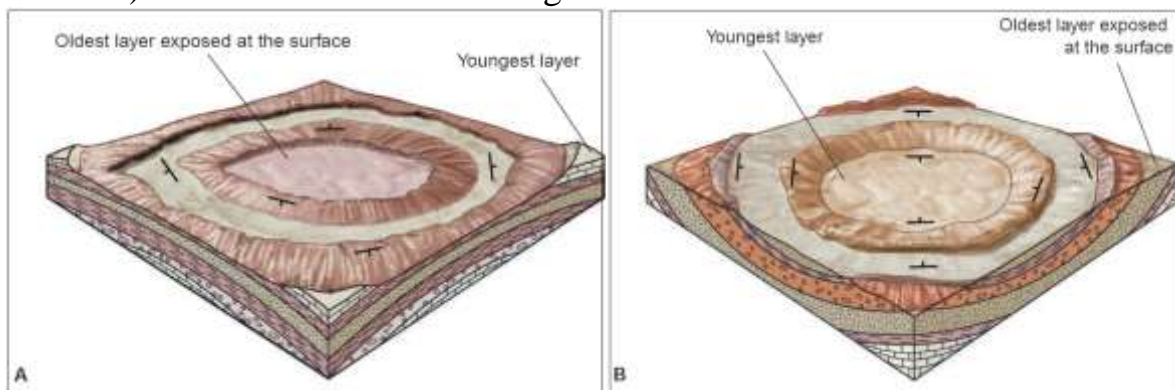 Oldest layer exposed at the surface
Youngest layer
A
Youngest layer
Oldest layer exposed
at the surface
B